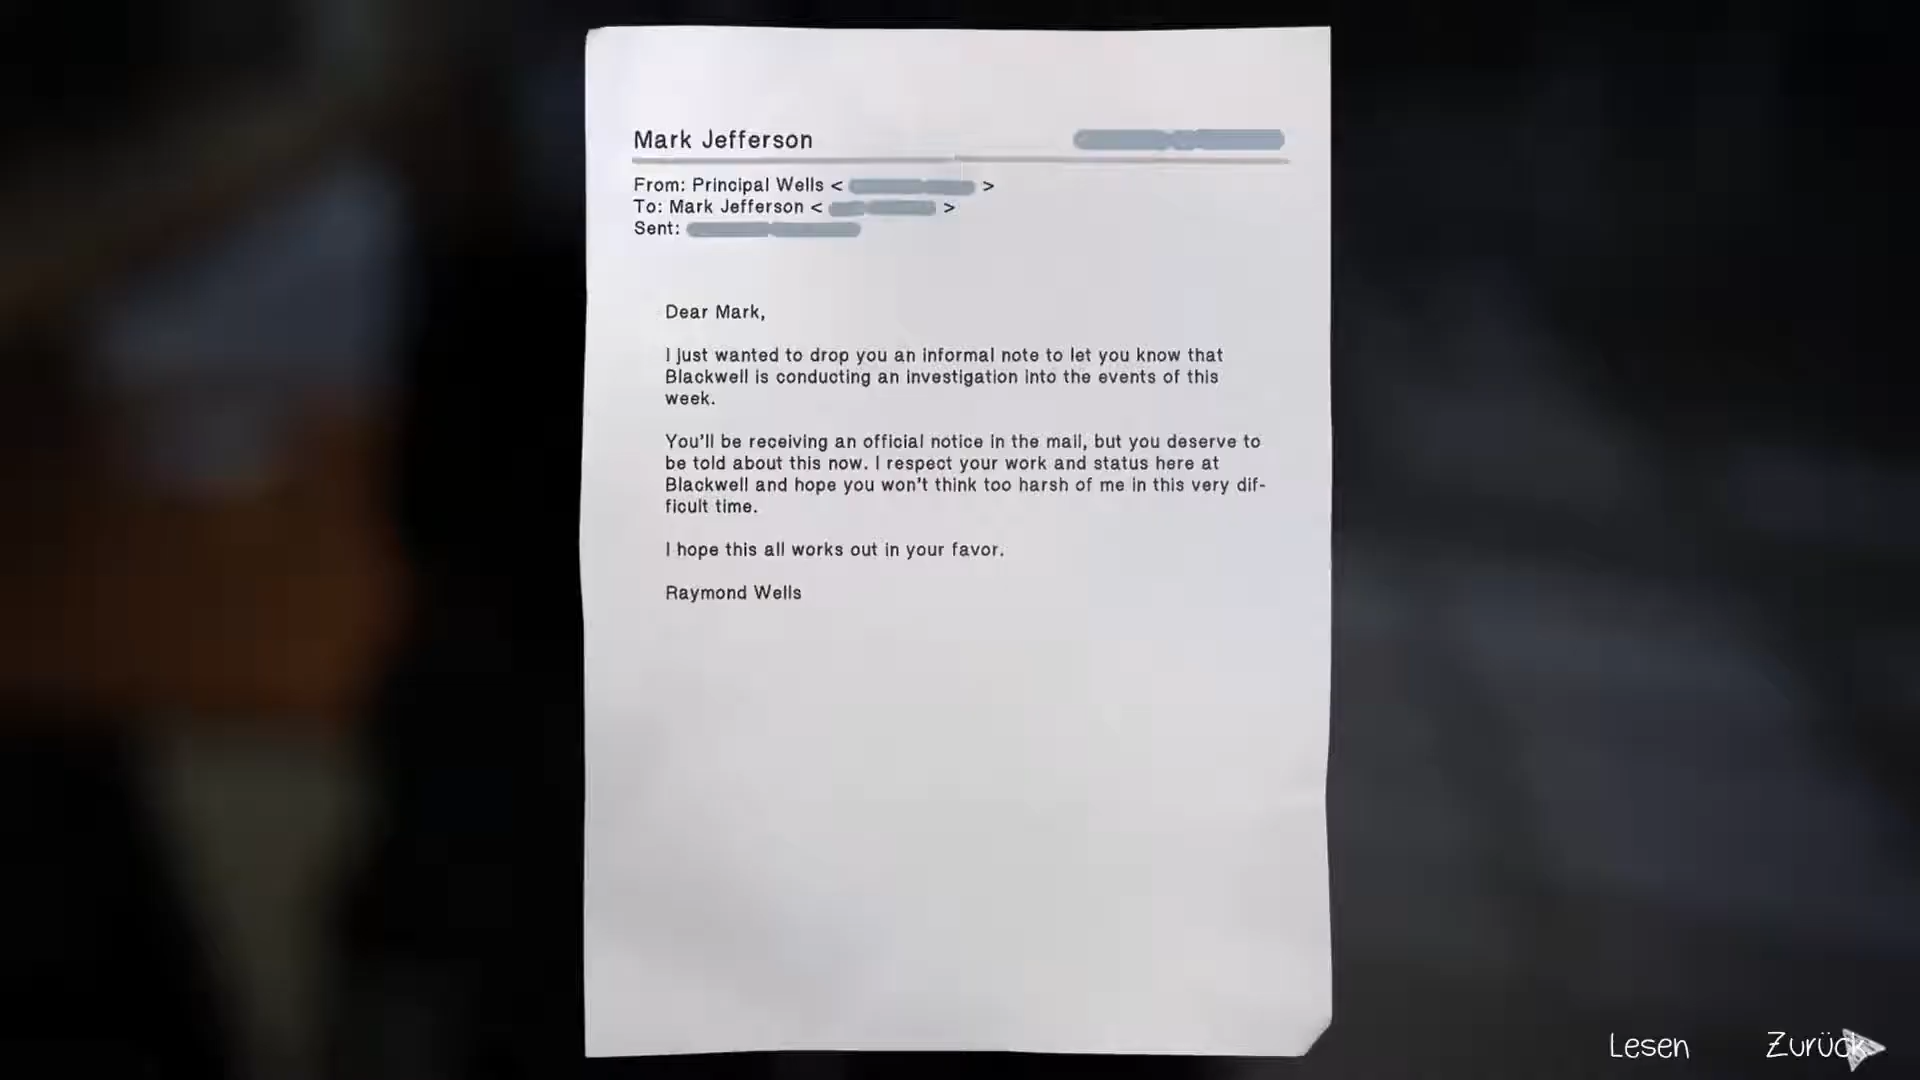 Mark Jefferson
From: Principal Wells < >
To: Mark Jefferson < >
Sent:
Dear Mark,
I just wanted to drop you an informal note to let you know that
Blackwell is conducting an investigation into the events of this
week.
You'll be receiving an official notice in the mail, but you deserve to
be told about this now. I respect your work and status here at
Blackwell and hope you won't think too harsh of me in this very dif-
ficult time.
I hope this all works out in your favor.
Raymond Wells
Lesen Zurück